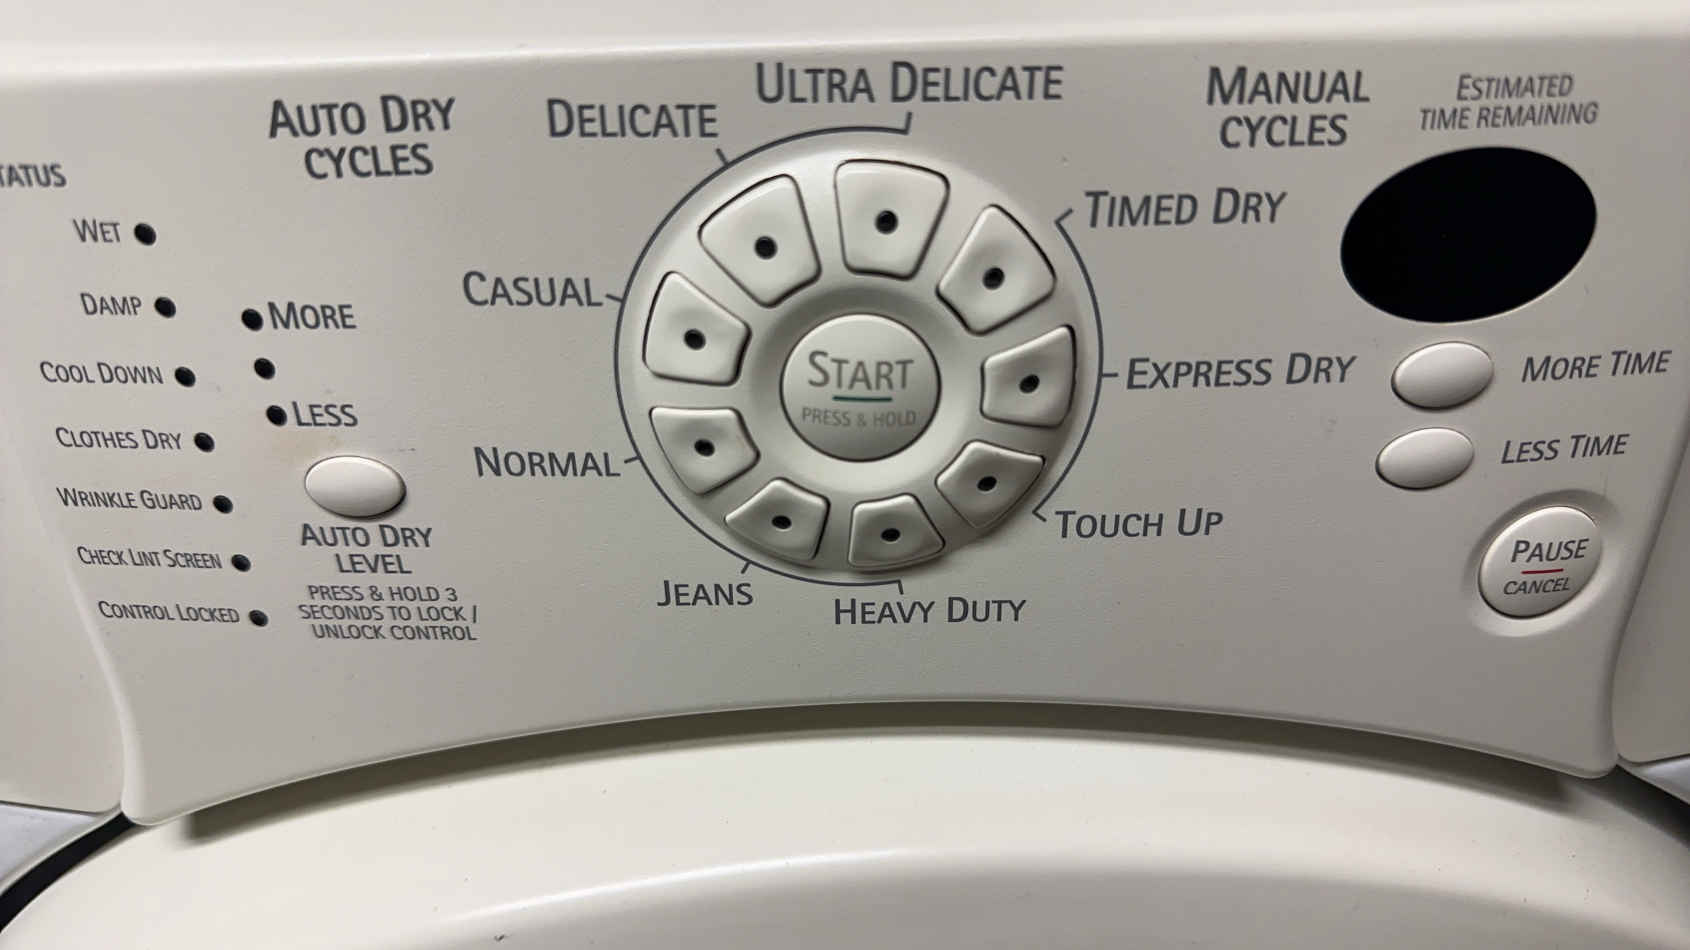 AUTO DRY
CYCLES
DELICATE
ULTRA DELICATE
MANUAL
CYCLES
ESTIMATED
TIME REMAINING
WET
DAMP
COOL DOWN
CLOTHES DRY
WRINKLE GUARD
CHECK LINT SCREEN
CONTROL LOCKED
MORE
LESS
AUTO DRY
LEVEL
PRESS & HOLD 3
SECONDS TO LOCK /
UNLOCK CONTROL
CASUAL
NORMAL
JEANS
HEAVY DUTY
START
PRESS & HOLD
TIMED DRY
EXPRESS DRY
TOUCH UP
MORE TIME
LESS TIME
PAUSE
CANCEL